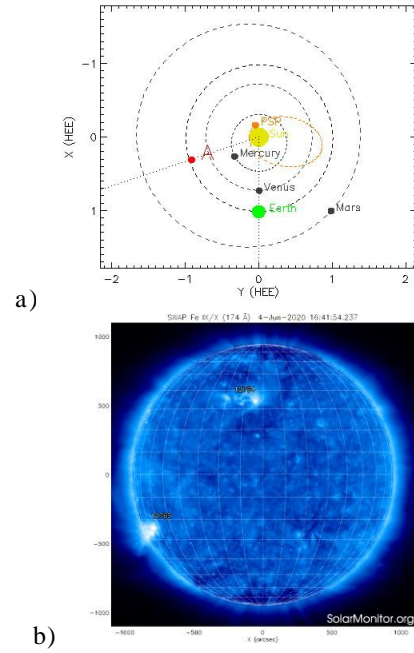 -1
0
1
X (HEE)
PSP
Sun
A
Mercury
Venus
Earth
Mars
-2 -1 0 1 2
Y (HEE)
a)
SWAP Fe IX/X (174 Å) 4-Jun-2020 16:41:54.237
1000
500
0
-500
-1000
SolarMonitor.org
-1000 -500 0 500 1000
X (arcsec)
b)